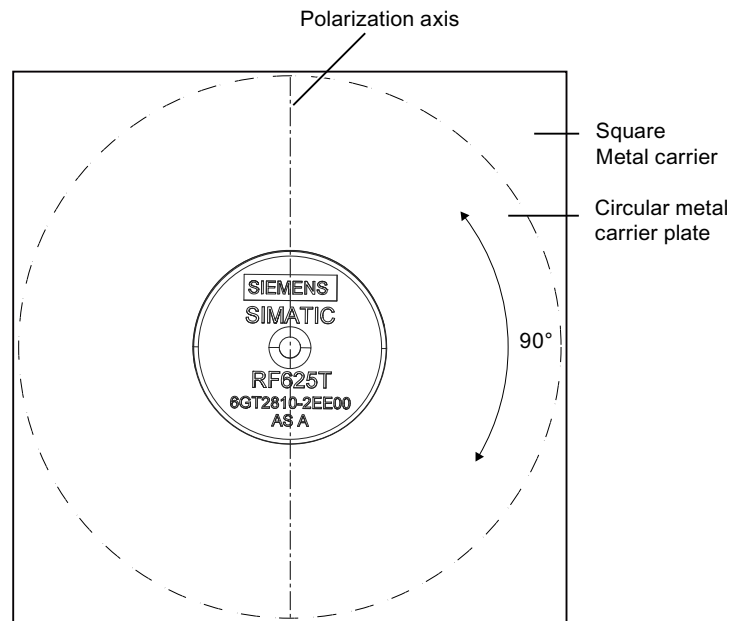 Polarization axis
Square
Metal carrier
Circular metal
carrier plate
90°
SIEMENS
SIMATIC
RF625T
6GT2810-2EE00
AS A